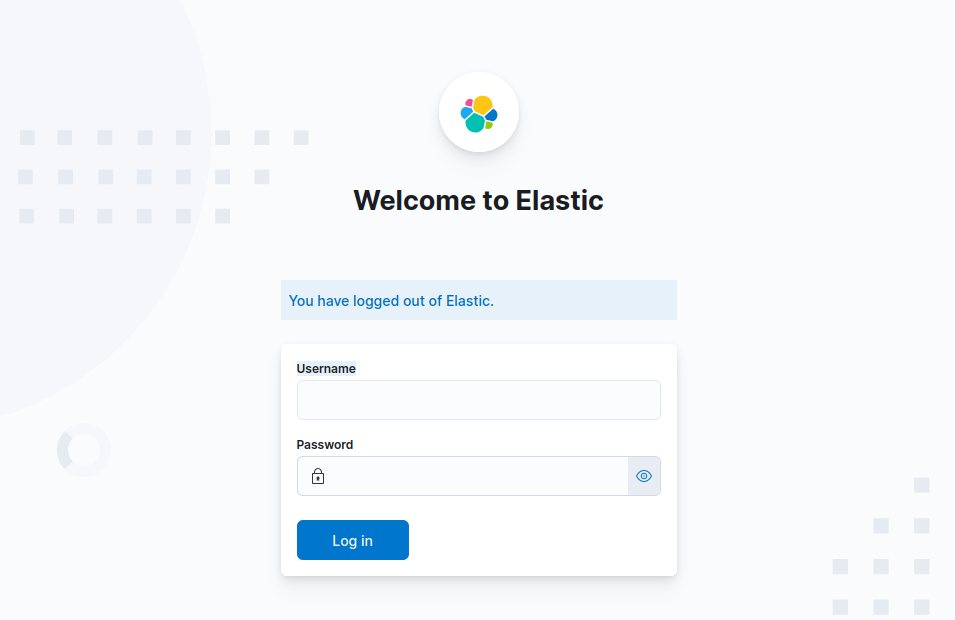 Welcome to Elastic
You have logged out of Elastic.
Username
Password
Log in